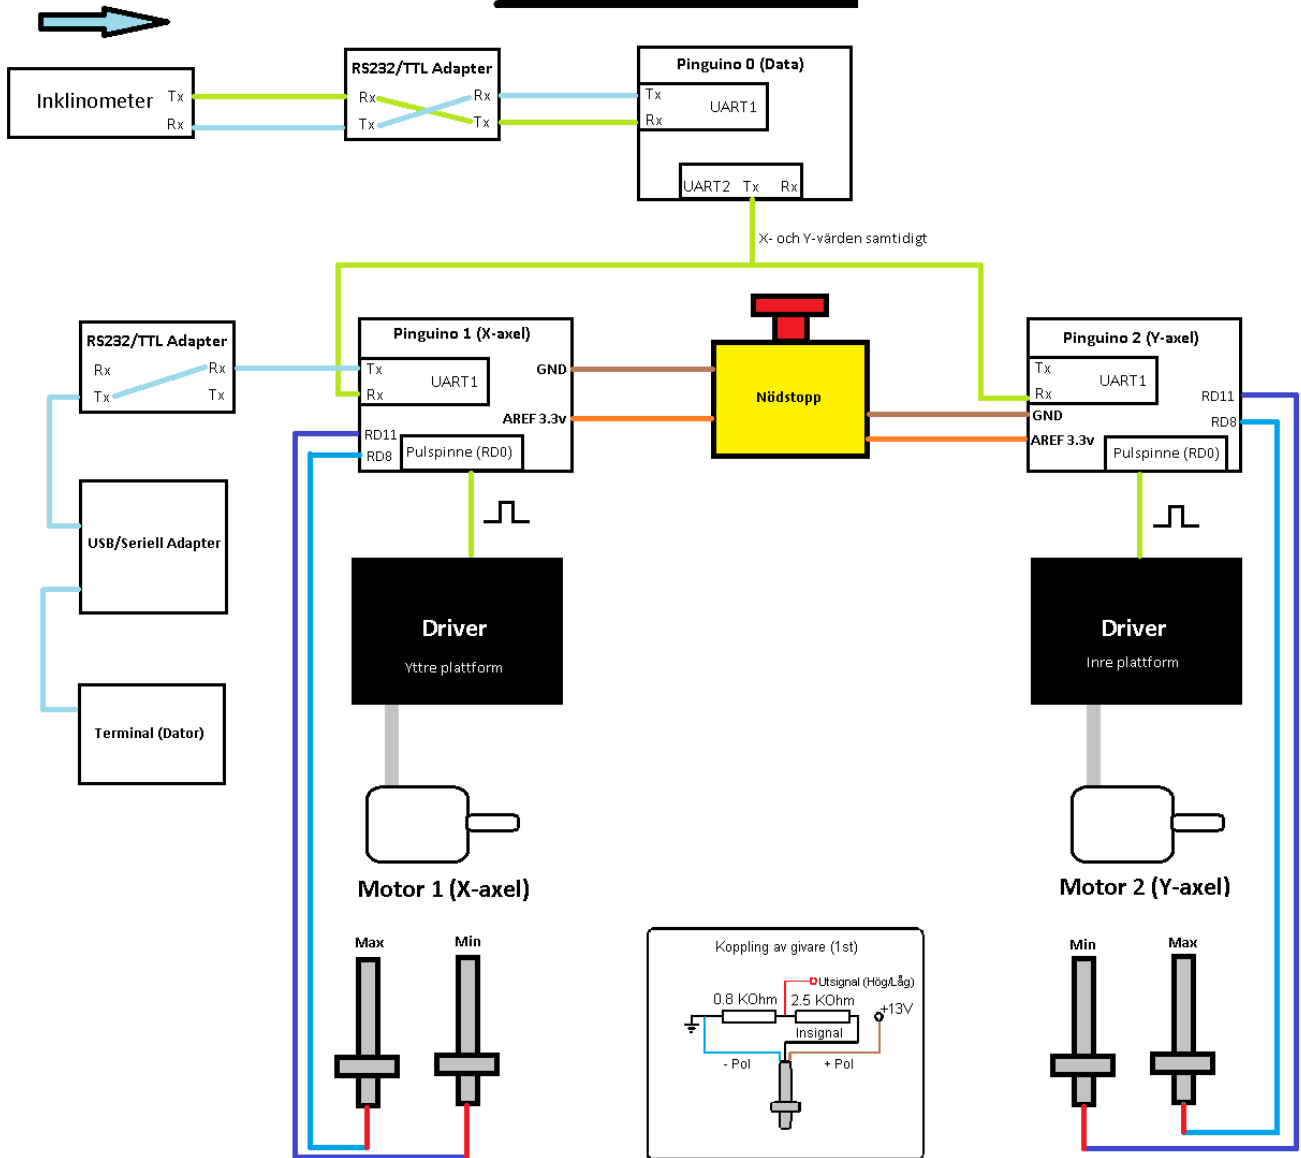 Inklinometer
Tx
Rx
RS232/TTL Adapter
Rx
Tx
Rx
Tx
Pinguino 0 (Data)
Tx
Rx
UART1
UART2 Tx Rx
X- och Y-värden samtidigt
RS232/TTL Adapter
Rx
Tx
Rx
Tx
USB/Seriell Adapter
Terminal (Dator)
Pinguino 1 (X-axel)
Tx
Rx
UART1
GND
AREF 3.3v
RD11
RD8
Pulspinne (RD0)
Nödstopp
Pinguino 2 (Y-axel)
Tx
Rx
UART1
GND
AREF 3.3v
RD11
RD8
Pulspinne (RD0)
Driver
Yttre plattform
Driver
Inre plattform
Motor 1 (X-axel)
Motor 2 (Y-axel)
Max
Min
Koppling av givare (1st)
Utsignal (Hög/Låg)
0.8 KOhm
2.5 KOhm
+13V
Insignal
- Pol
+ Pol
Min
Max